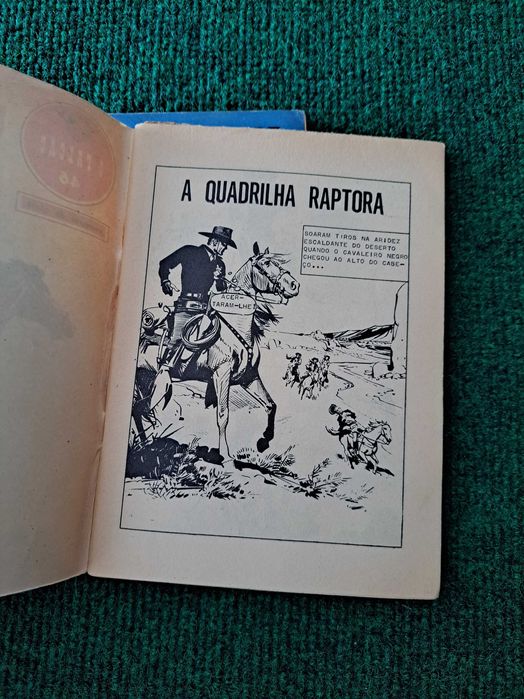 A QUADRILHA RAPTORA
SOARAM TIROS NA ARIDEZ
ESCALDANTE DO DESERTO
QUANDO O CAVALEIRO NEGRO
CHEGOU AO ALTO DO CABE-
ÇO...
ACER-
TARAM-LHE